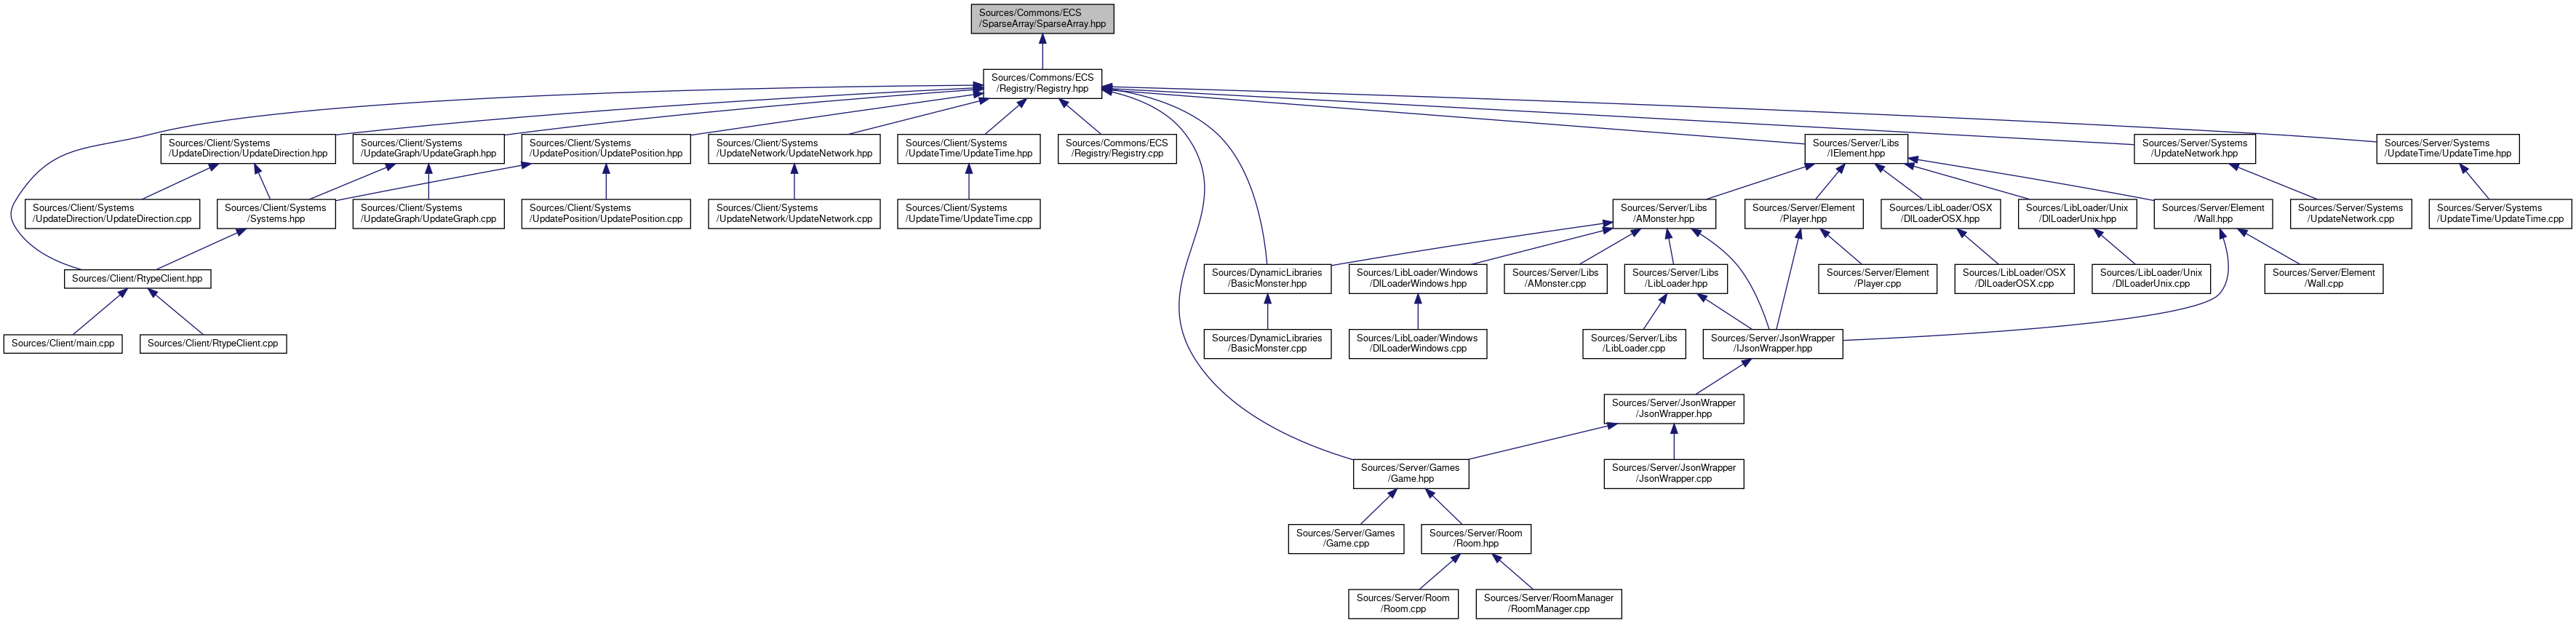 Sources/Commons/ECS
/SparseArray/SparseArray.hpp
Sources/Commons/ECS
/Registry/Registry.hpp
Sources/Client/Systems
/UpdateDirection/UpdateDirection.hpp
Sources/Client/Systems
/UpdateGraph/UpdateGraph.hpp
Sources/Client/Systems
/UpdatePosition/UpdatePosition.hpp
Sources/Client/Systems
/UpdateNetwork/UpdateNetwork.hpp
Sources/Client/Systems
/UpdateTime/UpdateTime.hpp
Sources/Commons/ECS
/Registry/Registry.cpp
Sources/Server/Libs
/IElement.hpp
Sources/Server/Systems
/UpdateNetwork.hpp
Sources/Server/Systems
/UpdateTime/UpdateTime.hpp
Sources/Client/Systems
/UpdateDirection/UpdateDirection.cpp
Sources/Client/Systems
/Systems.hpp
Sources/Client/Systems
/UpdateGraph/UpdateGraph.cpp
Sources/Client/Systems
/UpdatePosition/UpdatePosition.cpp
Sources/Client/Systems
/UpdateNetwork/UpdateNetwork.cpp
Sources/Client/Systems
/UpdateTime/UpdateTime.cpp
Sources/Server/Libs
/AMonster.hpp
Sources/Server/Element
/Player.hpp
Sources/LibLoader/OSX
/DlLoaderOSX.hpp
Sources/LibLoader/Unix
/DlLoaderUnix.hpp
Sources/Server/Element
/Wall.hpp
Sources/Server/Systems
/UpdateNetwork.cpp
Sources/Server/Systems
/UpdateTime/UpdateTime.cpp
Sources/Client/RtypeClient.hpp
Sources/DynamicLibraries
/BasicMonster.hpp
Sources/LibLoader/Windows
/DlLoaderWindows.hpp
Sources/Server/Libs
/AMonster.cpp
Sources/Server/Libs
/LibLoader.hpp
Sources/Server/Element
/Player.cpp
Sources/LibLoader/OSX
/DlLoaderOSX.cpp
Sources/LibLoader/Unix
/DlLoaderUnix.cpp
Sources/Server/Element
/Wall.cpp
Sources/Client/main.cpp
Sources/Client/RtypeClient.cpp
Sources/DynamicLibraries
/BasicMonster.cpp
Sources/LibLoader/Windows
/DlLoaderWindows.cpp
Sources/Server/Libs
/LibLoader.cpp
Sources/Server/JsonWrapper
/IJsonWrapper.hpp
Sources/Server/JsonWrapper
/JsonWrapper.hpp
Sources/Server/Games
/Game.hpp
Sources/Server/JsonWrapper
/JsonWrapper.cpp
Sources/Server/Games
/Game.cpp
Sources/Server/Room
/Room.hpp
Sources/Server/Room
/Room.cpp
Sources/Server/RoomManager
/RoomManager.cpp